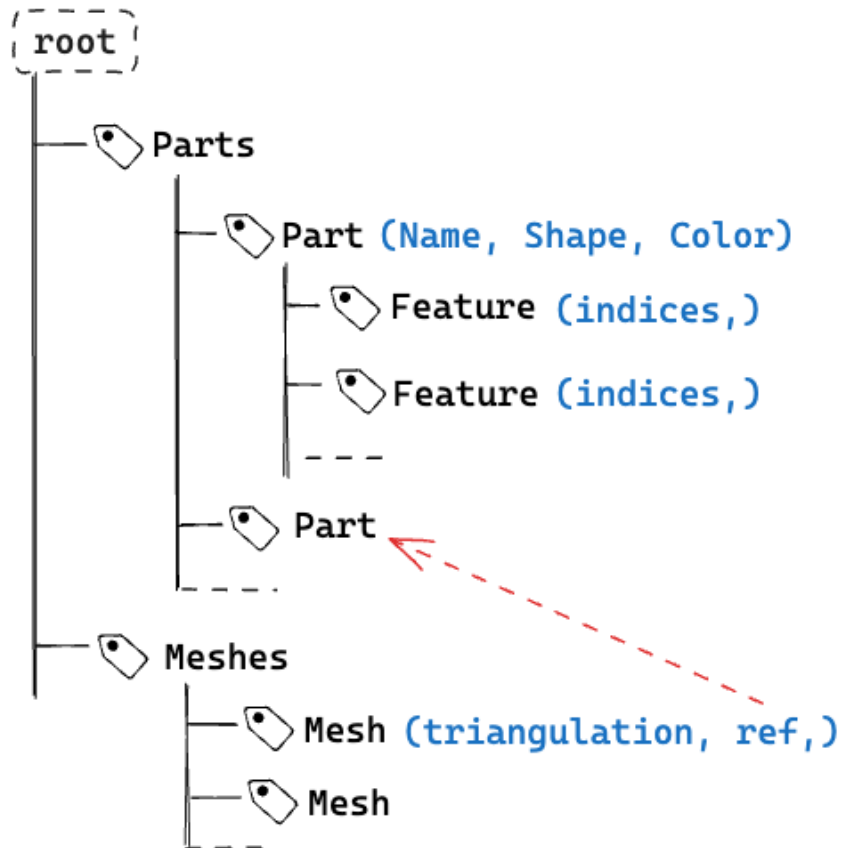 root
Parts
Part (Name, Shape, Color)
Feature (indices,)
Feature (indices,)
Part
Meshes
Mesh (triangulation, ref,)
Mesh